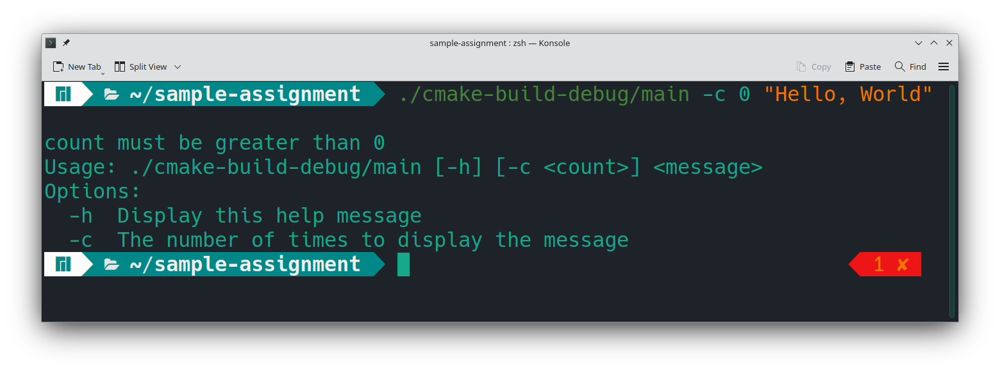 sample-assignment : zsh — Konsole
New Tab Split View Copy Paste Find
~/sample-assignment ./cmake-build-debug/main -c 0 "Hello, World"
count must be greater than 0
Usage: ./cmake-build-debug/main [-h] [-c <count>] <message>
Options:
  -h  Display this help message
  -c  The number of times to display the message
~/sample-assignment 1 ✘